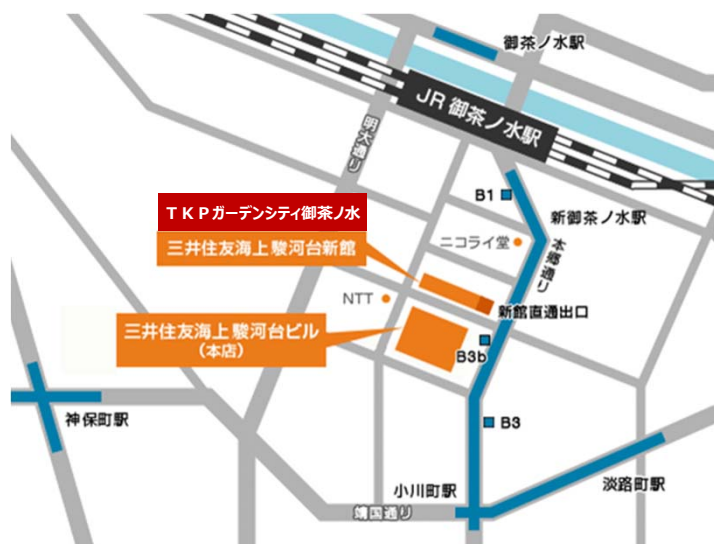 御茶ノ水駅
JR 御茶ノ水駅
明大通り
B1
新御茶ノ水駅
TKPガーデンシティ御茶ノ水
三井住友海上駿河台新館
ニコライ堂
本郷通り
NTT
新館直通出口
三井住友海上駿河台ビル
(本店)
B3b
神保町駅
B3
小川町駅
淡路町駅
靖国通り